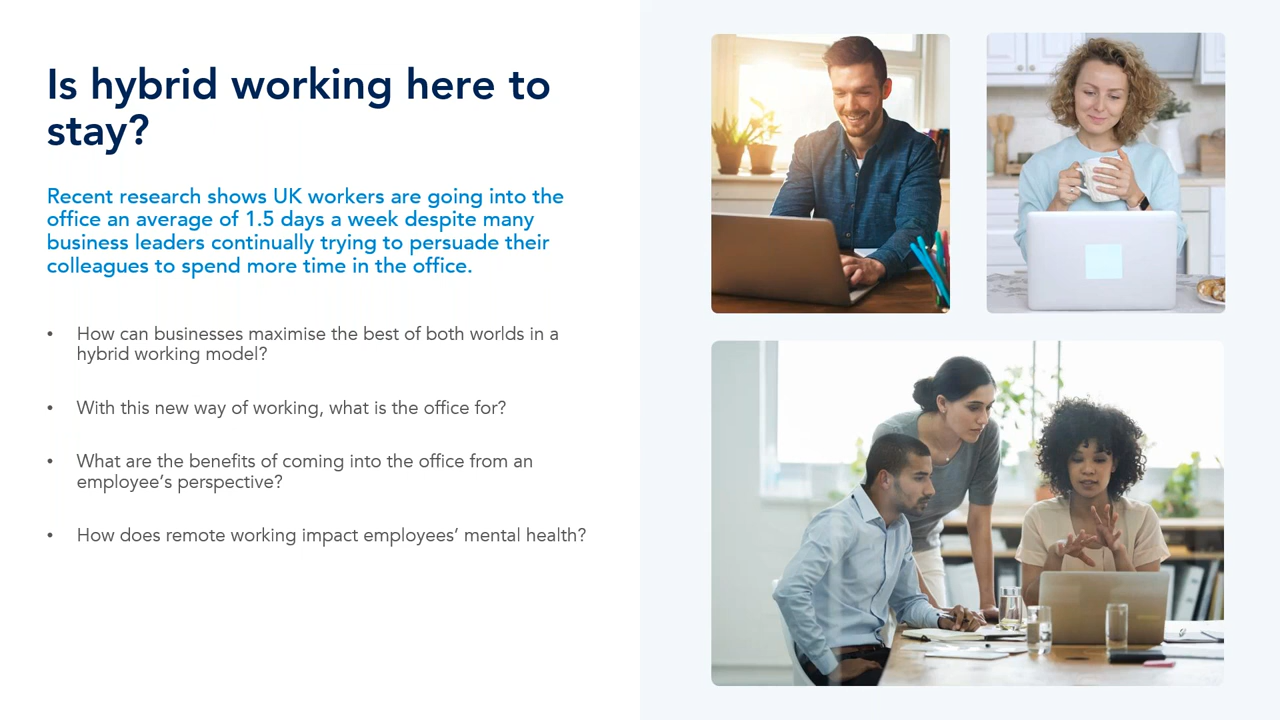 Is hybrid working here to
stay?
Recent research shows UK workers are going into the
office an average of 1.5 days a week despite many
business leaders continually trying to persuade their
colleagues to spend more time in the office.
• How can businesses maximise the best of both worlds in a
hybrid working model?
• With this new way of working, what is the office for?
• What are the benefits of coming into the office from an
employee’s perspective?
• How does remote working impact employees’ mental health?